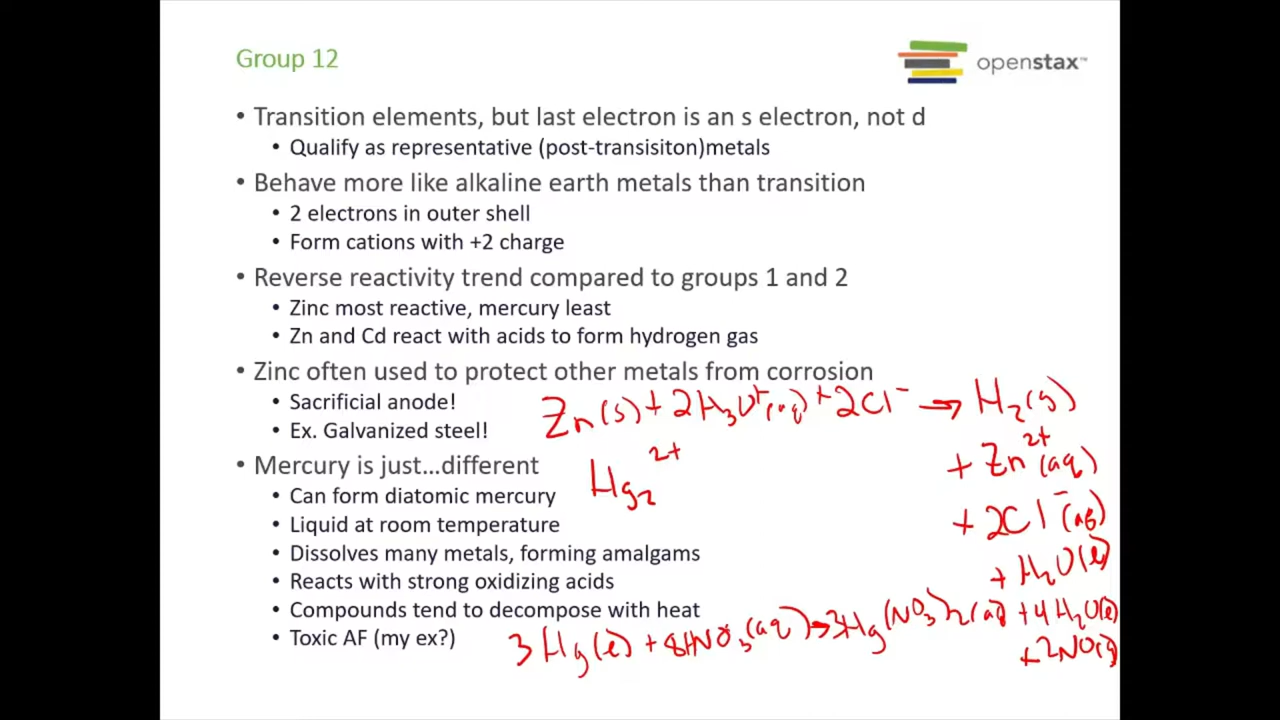 Group 12
openstax™
• Transition elements, but last electron is an s electron, not d
• Qualify as representative (post-transisiton)metals
• Behave more like alkaline earth metals than transition
• 2 electrons in outer shell
• Form cations with +2 charge
• Reverse reactivity trend compared to groups 1 and 2
• Zinc most reactive, mercury least
• Zn and Cd react with acids to form hydrogen gas
• Zinc often used to protect other metals from corrosion
• Sacrificial anode!
• Ex. Galvanized steel!
Zn(s) + 2H₃O⁺(aq) + 2Cl⁻ → H₂(g)
+ Zn²⁺(aq)
+ 2Cl⁻(aq)
+ H₂O(l)
• Mercury is just…different
Hg₂²⁺
• Can form diatomic mercury
• Liquid at room temperature
• Dissolves many metals, forming amalgams
• Reacts with strong oxidizing acids
• Compounds tend to decompose with heat
• Toxic AF (my ex?)
3Hg(l) + 8HNO₃(aq) → 3Hg(NO₃)₂(aq) + 4H₂O(l)
+ 2NO(g)